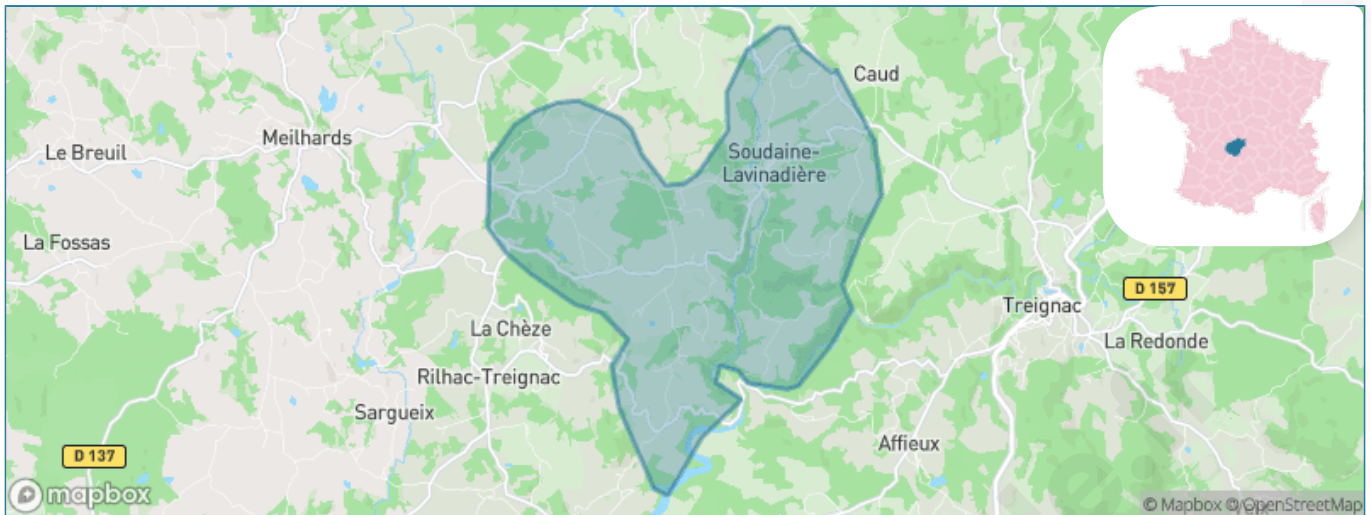 Caud
Meilhards
Le Breuil
Soudaine-
Lavinadière
La Fossas
D 157
Treignac
La Chèze
La Redonde
Rilhac-Treignac
Sargueix
Affieux
D 137
mapbox
© Mapbox © OpenStreetMap